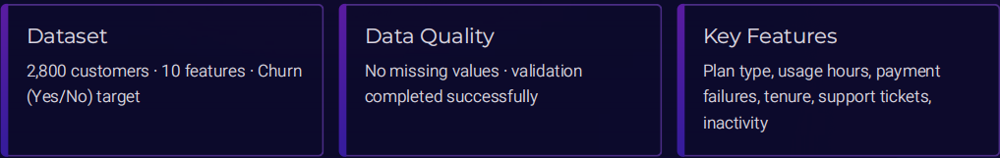 Dataset
2,800 customers · 10 features · Churn
(Yes/No) target
Data Quality
No missing values · validation
completed successfully
Key Features
Plan type, usage hours, payment
failures, tenure, support tickets,
inactivity